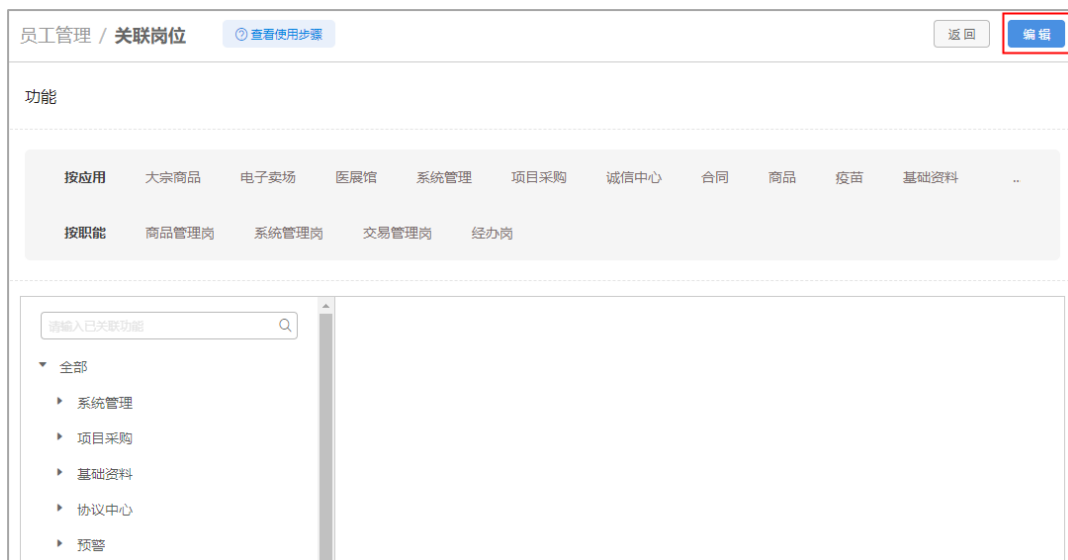 员工管理 / 关联岗位 查看使用步骤 返回 编辑
功能
按应用 大宗商品 电子卖场 医展馆 系统管理 项目采购 诚信中心 合同 商品 疫苗 基础资料 ..
按职能 商品管理岗 系统管理岗 交易管理岗 经办岗
请输入已关联功能
全部
系统管理
项目采购
基础资料
协议中心
预警